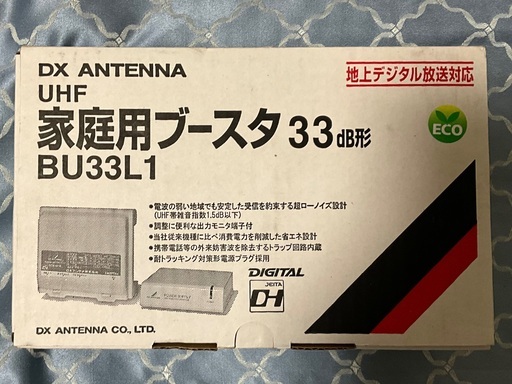 DX ANTENNA
UHF
家庭用ブースタ 33dB形
BU33L1
地上デジタル放送対応
ECO
●電波の弱い地域でも安定した受信を約束する超ローノイズ設計
(UHF帯雑音指数1.5dB以下)
●調整に便利な出力モニタ端子付
●当社従来機種に比べ消費電力を削減した省エネ設計
●携帯電話等の外来妨害波を除去するトラップ回路内蔵
●耐トラッキング対策形電源プラグ採用
DIGITAL
JEITA
DH
DX ANTENNA CO., LTD.